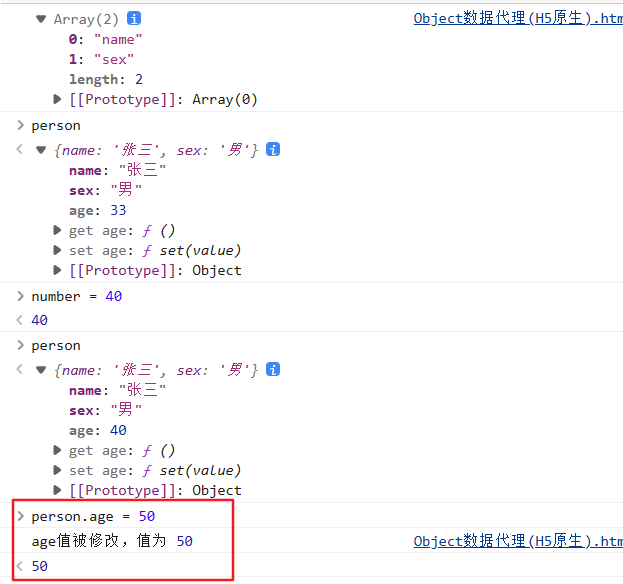 Array(2) i Object数据代理(H5原生).htm
0: "name"
1: "sex"
length: 2
[[Prototype]]: Array(0)
> person
< {name: '张三', sex: '男'} i
name: "张三"
sex: "男"
age: 33
get age: ƒ ()
set age: ƒ set(value)
[[Prototype]]: Object
> number = 40
< 40
> person
< {name: '张三', sex: '男'} i
name: "张三"
sex: "男"
age: 40
get age: ƒ ()
set age: ƒ set(value)
[[Prototype]]: Object
> person.age = 50
age值被修改，值为 50 Object数据代理(H5原生).htm
< 50